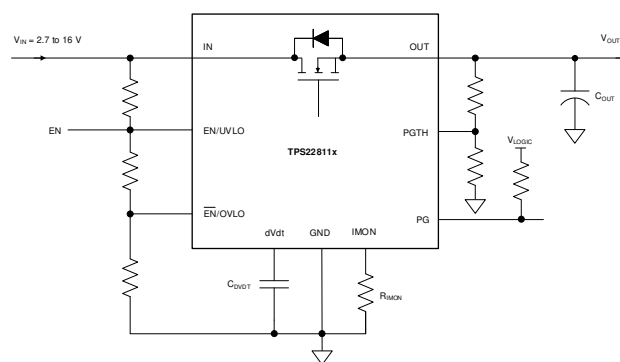 V_IN = 2.7 to 16 V
IN
OUT
V_OUT
C_OUT
EN
EN/UVLO
PGTH
TPS22811x
V_LOGIC
E̅N̅/OVLO
PG
dVdt
GND
IMON
C_DVDT
R_IMON